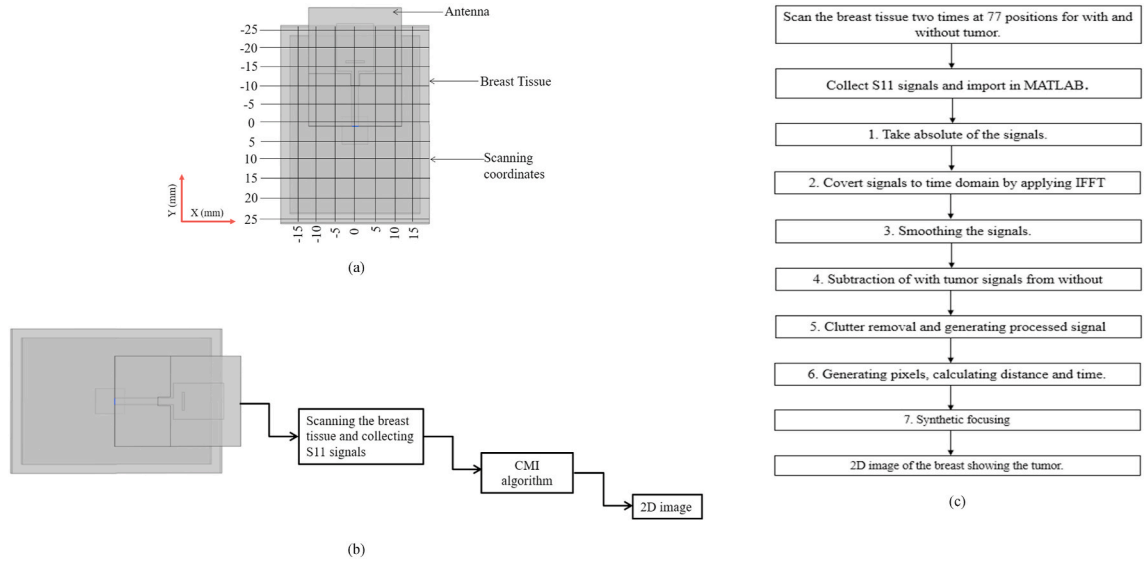 Antenna
-25
-20
-15
-10
-5
0
5
10
15
20
25
Breast Tissue
Scanning
coordinates
Y (mm)
X (mm)
-15
-10
-5
0
5
10
15
(a)
Scanning the breast
tissue and collecting
S11 signals
CMI
algorithm
2D image
(b)
Scan the breast tissue two times at 77 positions for with and
without tumor.
Collect S11 signals and import in MATLAB.
1. Take absolute of the signals.
2. Covert signals to time domain by applying IFFT
3. Smoothing the signals.
4. Subtraction of with tumor signals from without
5. Clutter removal and generating processed signal
6. Generating pixels, calculating distance and time.
7. Synthetic focusing
2D image of the breast showing the tumor.
(c)